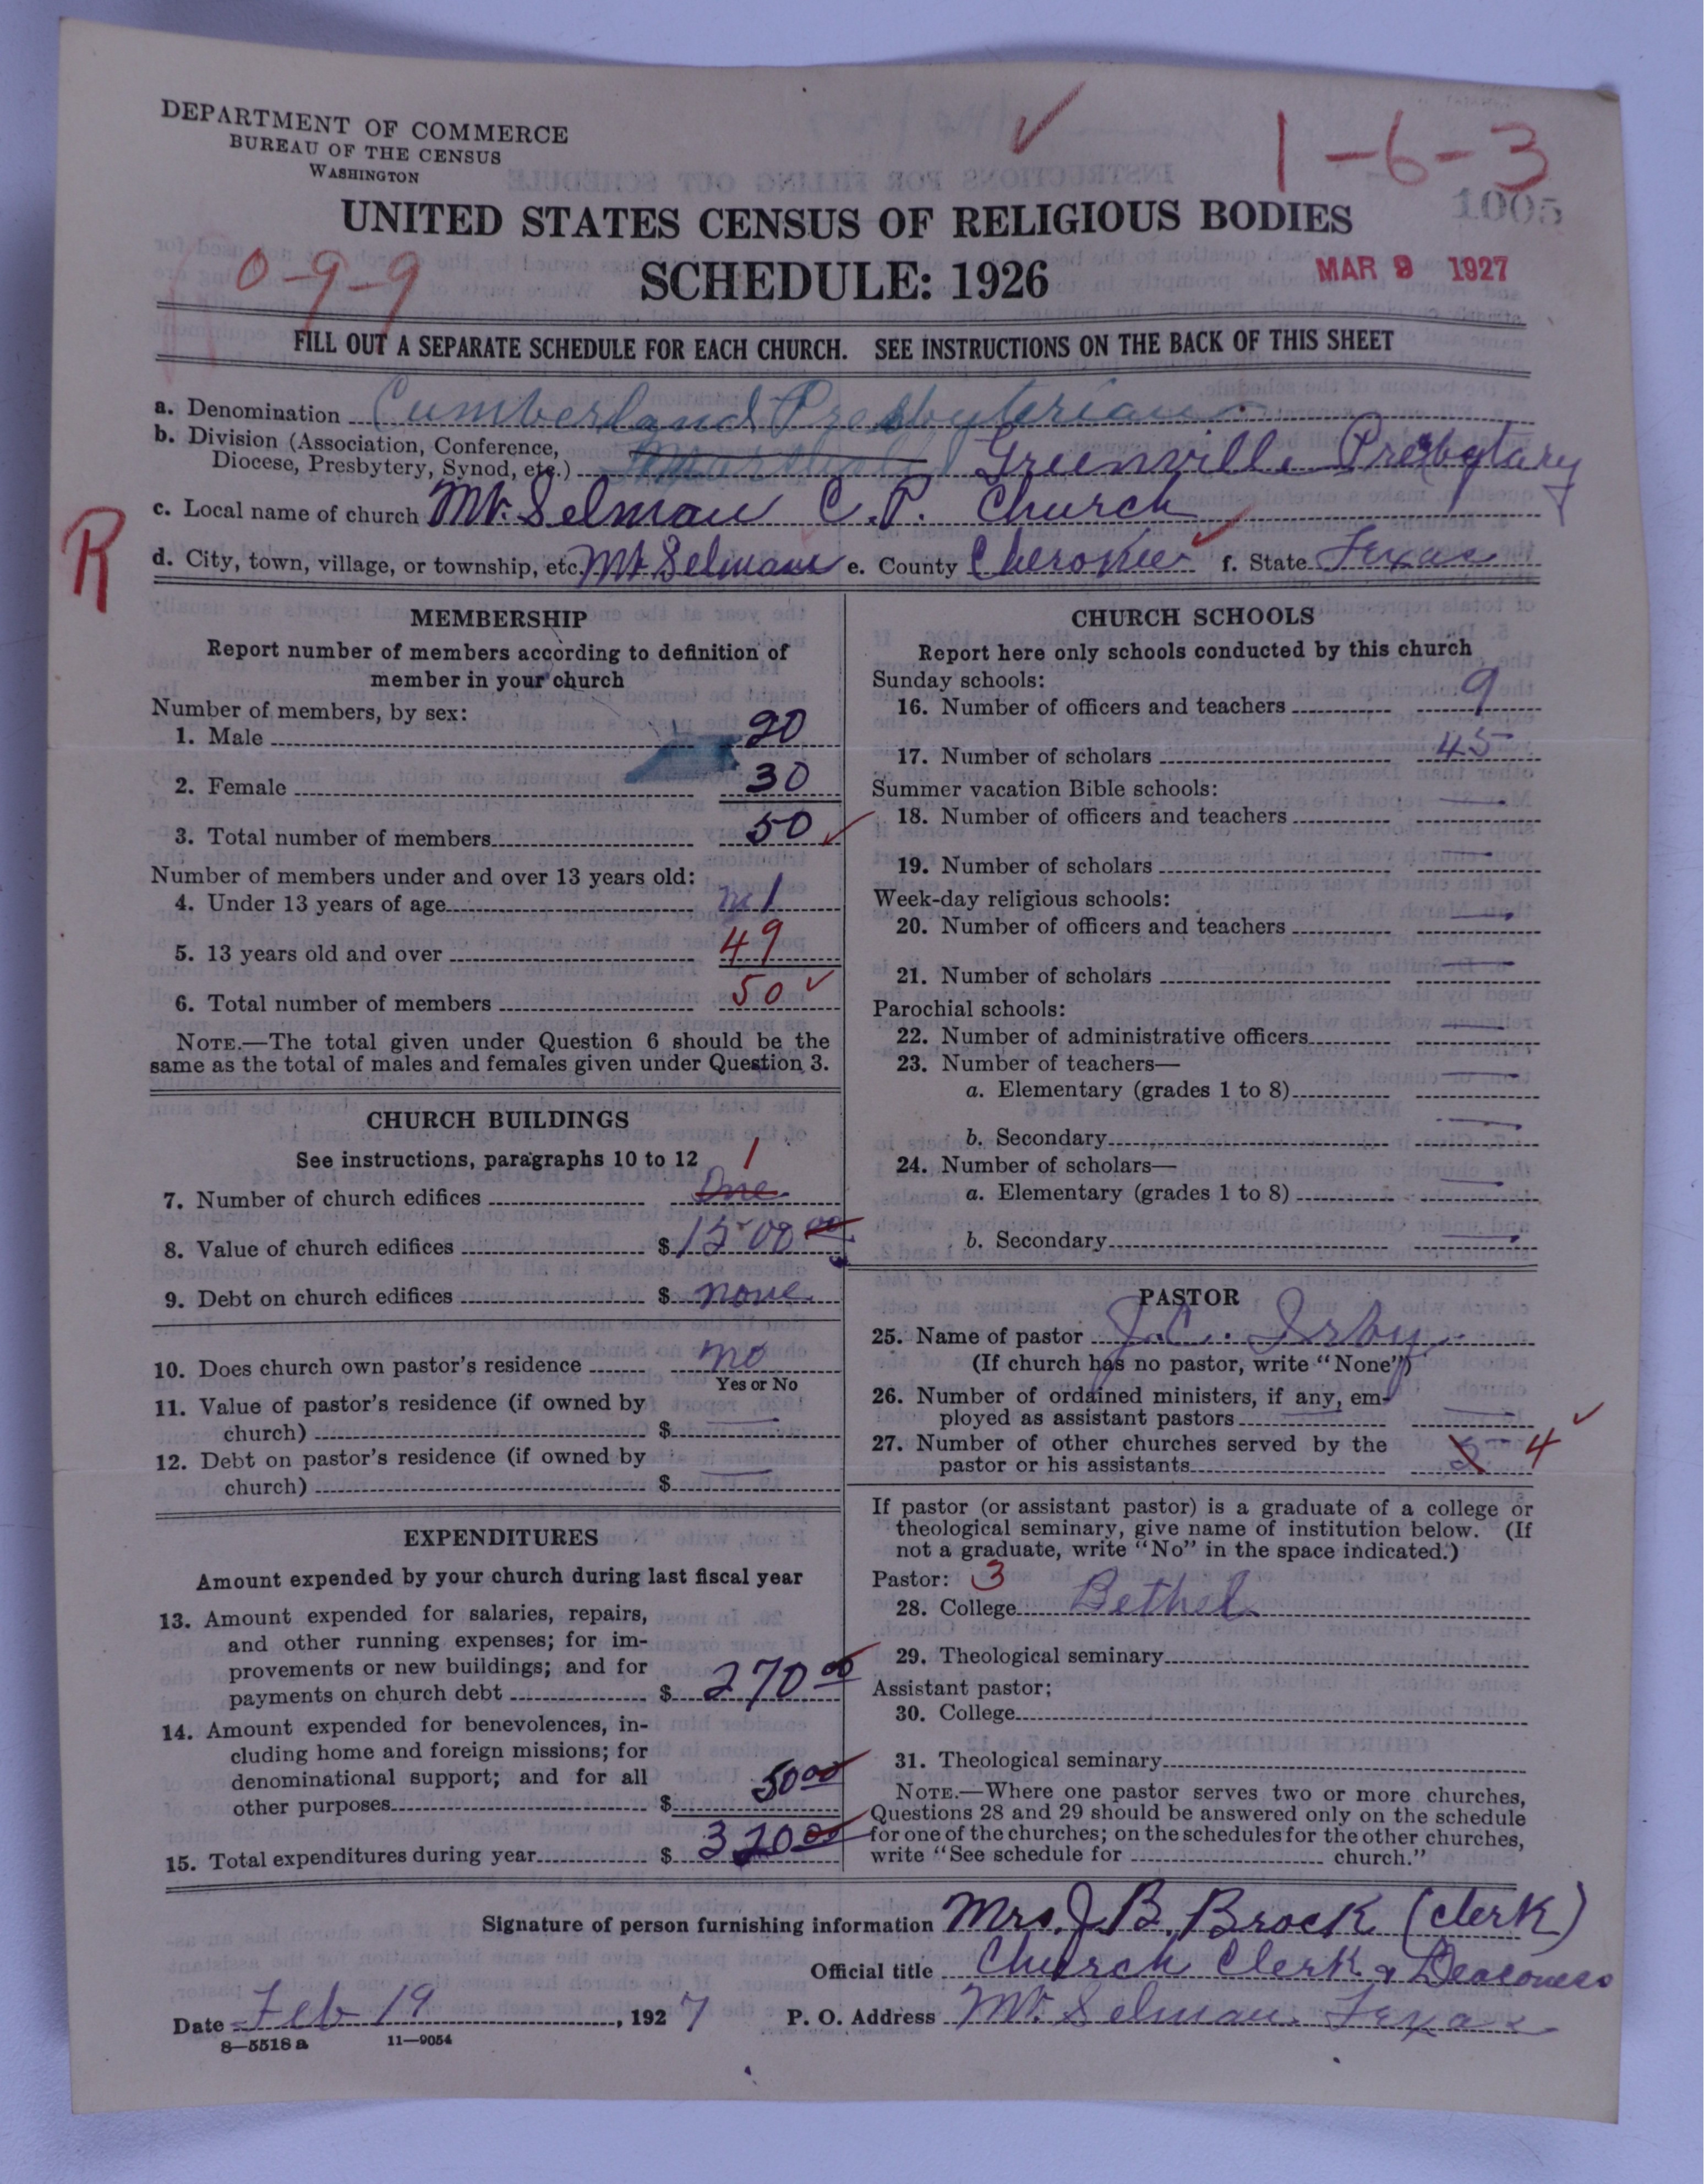 DEPARTMENT OF COMMERCE
BUREAU OF THE CENSUS
WASHINGTON
1-6-3
1005
UNITED STATES CENSUS OF RELIGIOUS BODIES
0-9-9
SCHEDULE: 1926
MAR 9 1927
FILL OUT A SEPARATE SCHEDULE FOR EACH CHURCH. SEE INSTRUCTIONS ON THE BACK OF THIS SHEET
a. Denomination Cumberland Presbyterian
b. Division (Association, Conference,
Diocese, Presbytery, Synod, etc.) Marshall Greenville Presbytary
c. Local name of church Mt. Selman C.P. Church
R
d. City, town, village, or township, etc. Mt Selman e. County Cherokee f. State Texas
MEMBERSHIP
Report number of members according to definition of
member in your church
Number of members, by sex:
1. Male 20
2. Female 30
3. Total number of members 50
Number of members under and over 13 years old:
4. Under 13 years of age 1
5. 13 years old and over 49
6. Total number of members 50
NOTE.—The total given under Question 6 should be the
same as the total of males and females given under Question 3.
CHURCH BUILDINGS
See instructions, paragraphs 10 to 12 1
7. Number of church edifices One
8. Value of church edifices $ 1500 00
9. Debt on church edifices $ none
10. Does church own pastor's residence no
Yes or No
11. Value of pastor's residence (if owned by
church) $ —
12. Debt on pastor's residence (if owned by
church) $ —
EXPENDITURES
Amount expended by your church during last fiscal year
13. Amount expended for salaries, repairs,
and other running expenses; for im-
provements or new buildings; and for
payments on church debt $ 270 00
14. Amount expended for benevolences, in-
cluding home and foreign missions; for
denominational support; and for all
other purposes $ 50 00
15. Total expenditures during year $ 320 00
CHURCH SCHOOLS
Report here only schools conducted by this church
Sunday schools:
16. Number of officers and teachers 9
17. Number of scholars 45
Summer vacation Bible schools:
18. Number of officers and teachers —
19. Number of scholars —
Week-day religious schools:
20. Number of officers and teachers —
21. Number of scholars —
Parochial schools:
22. Number of administrative officers —
23. Number of teachers—
a. Elementary (grades 1 to 8) —
b. Secondary —
24. Number of scholars—
a. Elementary (grades 1 to 8) —
b. Secondary —
PASTOR
25. Name of pastor J.C. Irby
(If church has no pastor, write "None")
26. Number of ordained ministers, if any, em-
ployed as assistant pastors —
27. Number of other churches served by the
pastor or his assistants 5 4
If pastor (or assistant pastor) is a graduate of a college or
theological seminary, give name of institution below. (If
not a graduate, write "No" in the space indicated.)
Pastor: 3
28. College Bethel
29. Theological seminary
Assistant pastor:
30. College
31. Theological seminary
NOTE.—Where one pastor serves two or more churches,
Questions 28 and 29 should be answered only on the schedule
for one of the churches; on the schedules for the other churches,
write "See schedule for church."
Signature of person furnishing information Mrs. J B. Brock (clerk)
Official title Church Clerk & Deaconess
Date Feb 19, 1927 P. O. Address Mt. Selman Texas
8—5518 a 11—9054